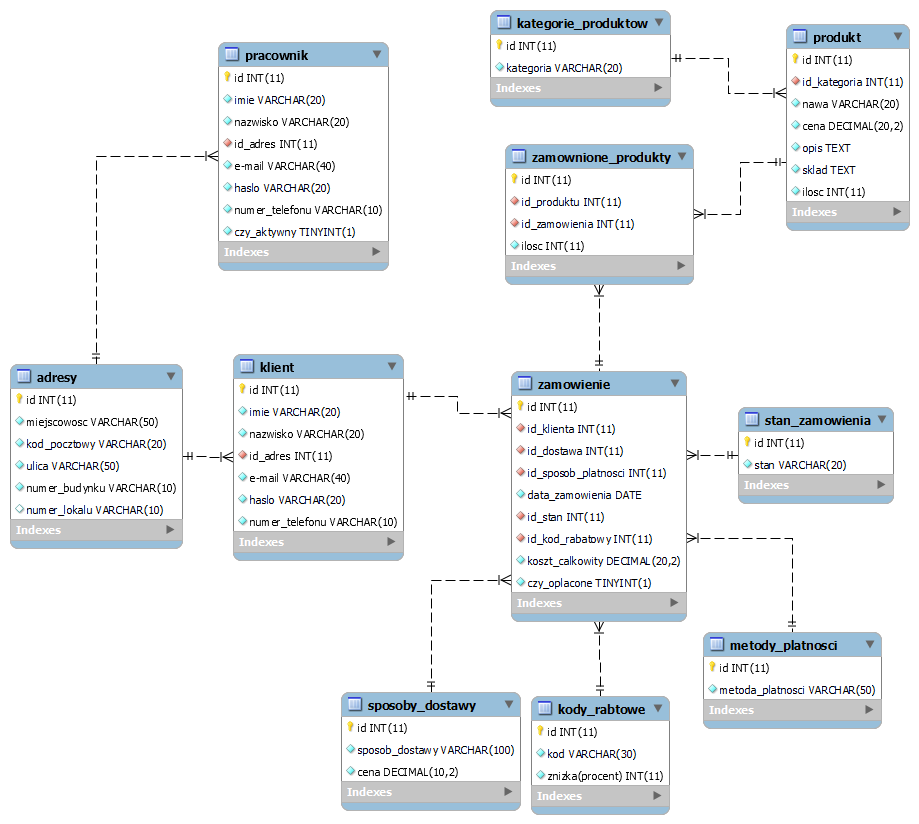 kategorie_produktow
id INT(11)
kategoria VARCHAR(20)
Indexes
produkt
id INT(11)
id_kategoria INT(11)
nawa VARCHAR(20)
cena DECIMAL(20,2)
opis TEXT
sklad TEXT
ilosc INT(11)
Indexes
pracownik
id INT(11)
imie VARCHAR(20)
nazwisko VARCHAR(20)
id_adres INT(11)
e-mail VARCHAR(40)
haslo VARCHAR(20)
numer_telefonu VARCHAR(10)
czy_aktywny TINYINT(1)
Indexes
zamownione_produkty
id INT(11)
id_produktu INT(11)
id_zamowienia INT(11)
ilosc INT(11)
Indexes
adresy
id INT(11)
miejscowosc VARCHAR(50)
kod_pocztowy VARCHAR(20)
ulica VARCHAR(50)
numer_budynku VARCHAR(10)
numer_lokalu VARCHAR(10)
Indexes
klient
id INT(11)
imie VARCHAR(20)
nazwisko VARCHAR(20)
id_adres INT(11)
e-mail VARCHAR(40)
haslo VARCHAR(20)
numer_telefonu VARCHAR(10)
Indexes
zamowienie
id INT(11)
id_klienta INT(11)
id_dostawa INT(11)
id_sposob_platnosci INT(11)
data_zamowienia DATE
id_stan INT(11)
id_kod_rabatowy INT(11)
koszt_calkowity DECIMAL(20,2)
czy_oplacone TINYINT(1)
Indexes
stan_zamowienia
id INT(11)
stan VARCHAR(20)
Indexes
metody_platnosci
id INT(11)
metoda_platnosci VARCHAR(50)
Indexes
sposoby_dostawy
id INT(11)
sposob_dostawy VARCHAR(100)
cena DECIMAL(10,2)
Indexes
kody_rabtowe
id INT(11)
kod VARCHAR(30)
znizka(procent) INT(11)
Indexes